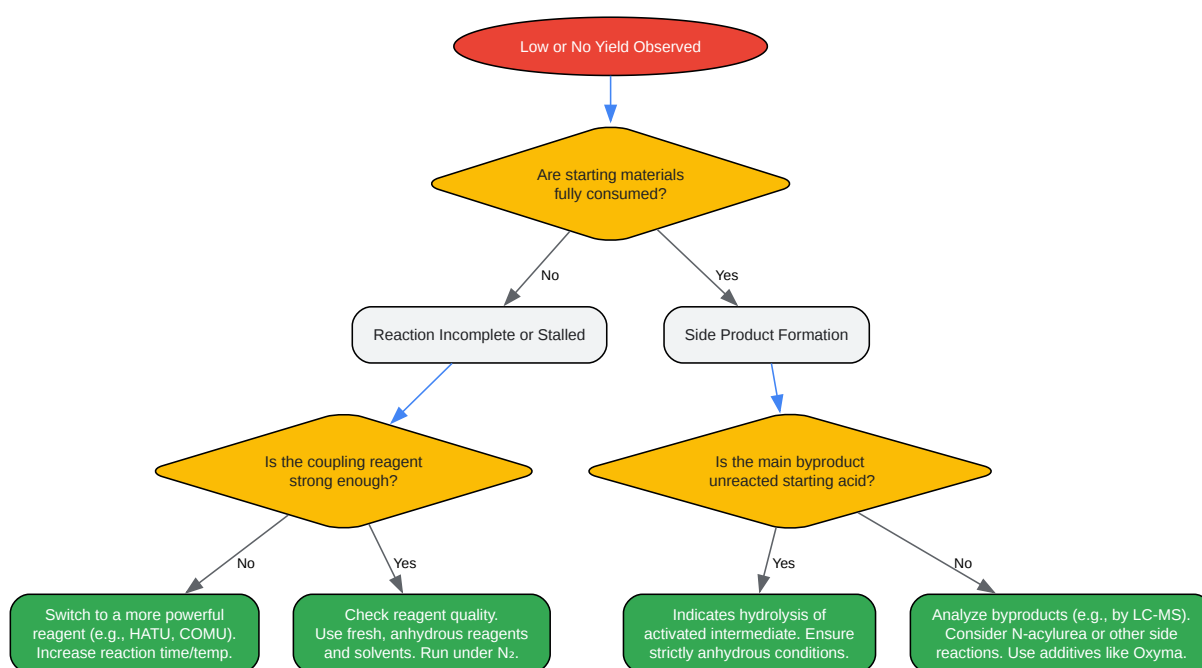 Low or No Yield Observed
Are starting materials
fully consumed?
No
Yes
Reaction Incomplete or Stalled
Side Product Formation
Is the coupling reagent
strong enough?
Is the main byproduct
unreacted starting acid?
No
Yes
Yes
No
Switch to a more powerful
reagent (e.g., HATU, COMU).
Increase reaction time/temp.
Check reagent quality.
Use fresh, anhydrous reagents
and solvents. Run under N₂.
Indicates hydrolysis of
activated intermediate. Ensure
strictly anhydrous conditions.
Analyze byproducts (e.g., by LC-MS).
Consider N-acylurea or other side
reactions. Use additives like Oxyma.